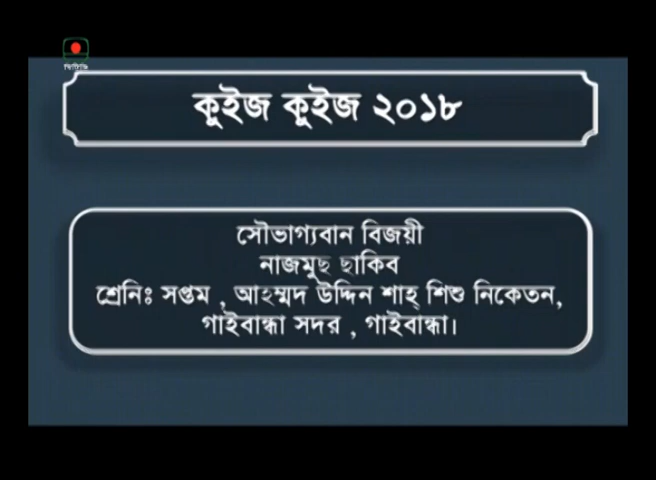 বিটিভি
কুইজ কুইজ ২০১৮
সৌভাগ্যবান বিজয়ী
নাজমুছ ছাকিব
শ্রেনিঃ সপ্তম , আহম্মদ উদ্দিন শাহ্ শিশু নিকেতন,
গাইবান্ধা সদর , গাইবান্ধা।